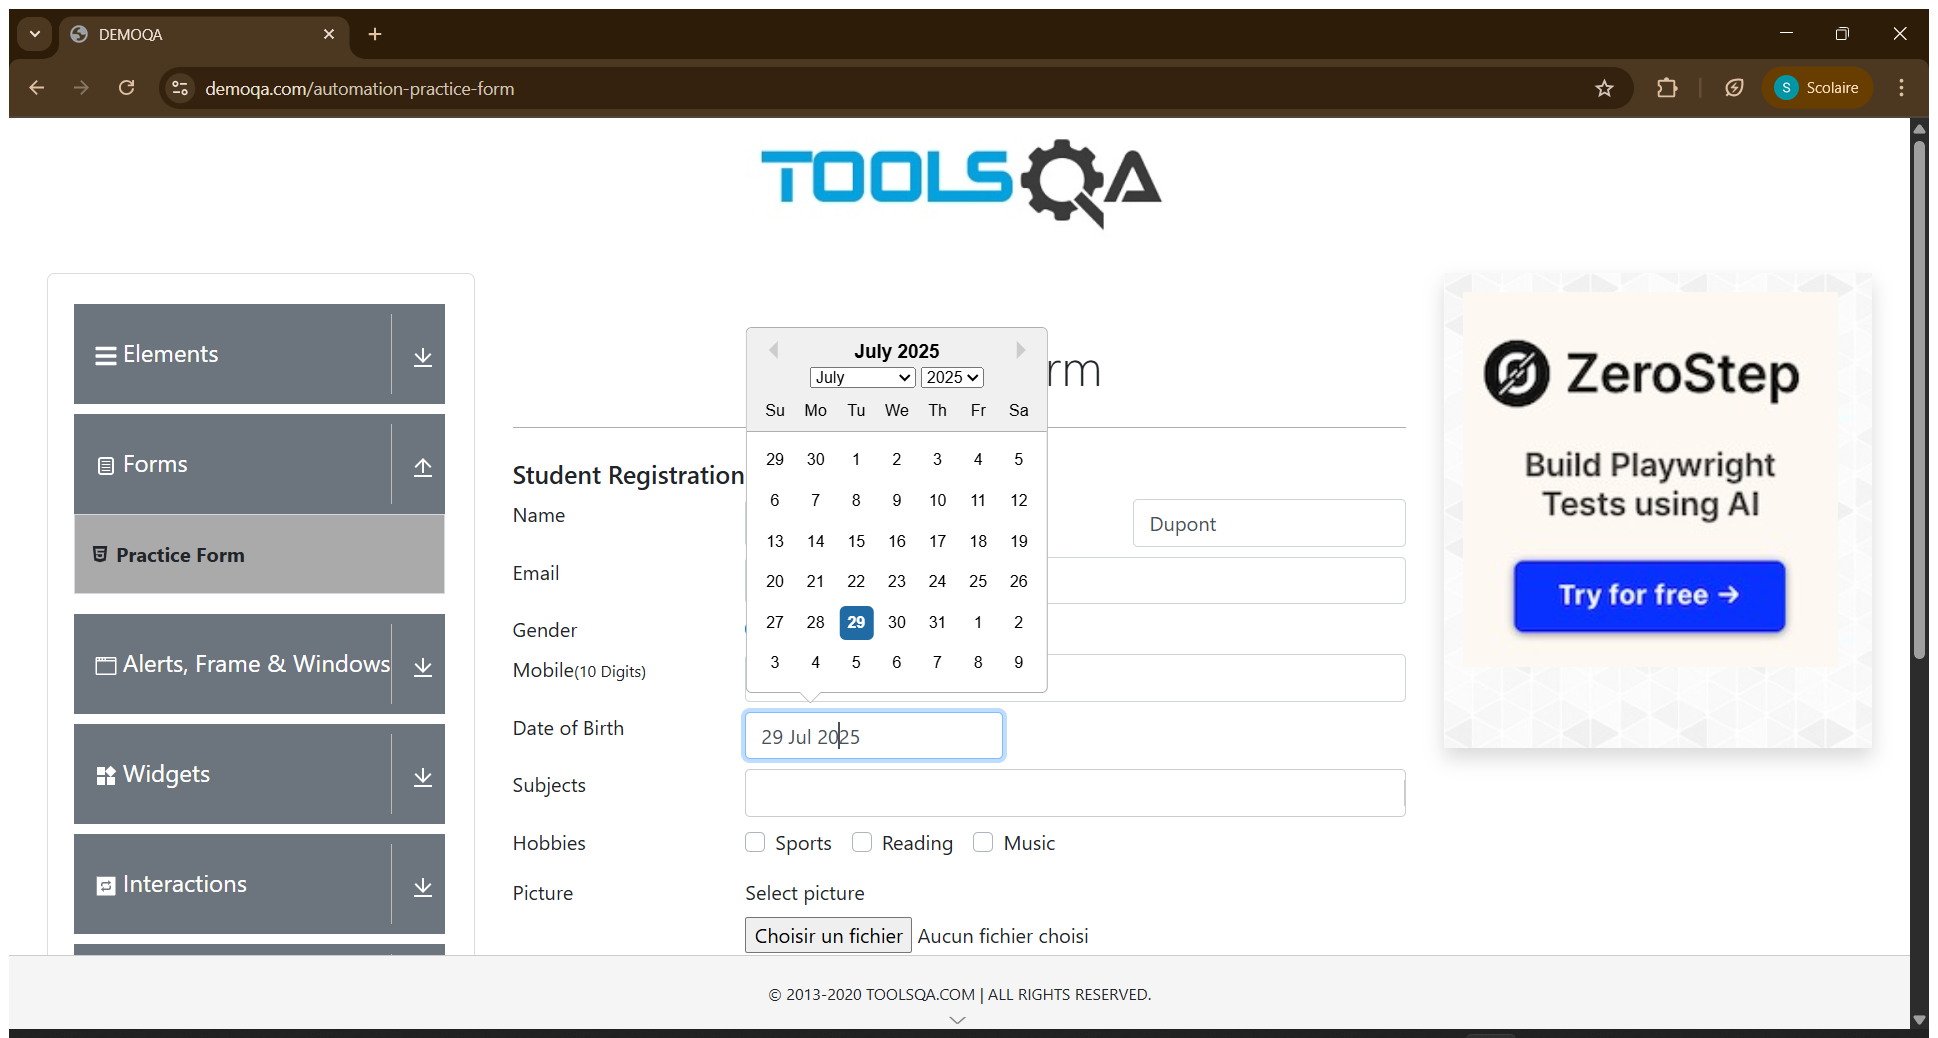 DEMOQA
demoqa.com/automation-practice-form
S Scolaire
TOOLSQA
Elements
Forms
Practice Form
Alerts, Frame & Windows
Widgets
Interactions
rm
Student Registration
Name
Dupont
Email
Gender
Mobile(10 Digits)
Date of Birth
29 Jul 2025
Subjects
Hobbies
Sports Reading Music
Picture
Select picture
Choisir un fichier Aucun fichier choisi
July 2025
July 2025
Su Mo Tu We Th Fr Sa
29 30 1 2 3 4 5
6 7 8 9 10 11 12
13 14 15 16 17 18 19
20 21 22 23 24 25 26
27 28 29 30 31 1 2
3 4 5 6 7 8 9
ZeroStep
Build Playwright
Tests using AI
Try for free →
© 2013-2020 TOOLSQA.COM | ALL RIGHTS RESERVED.